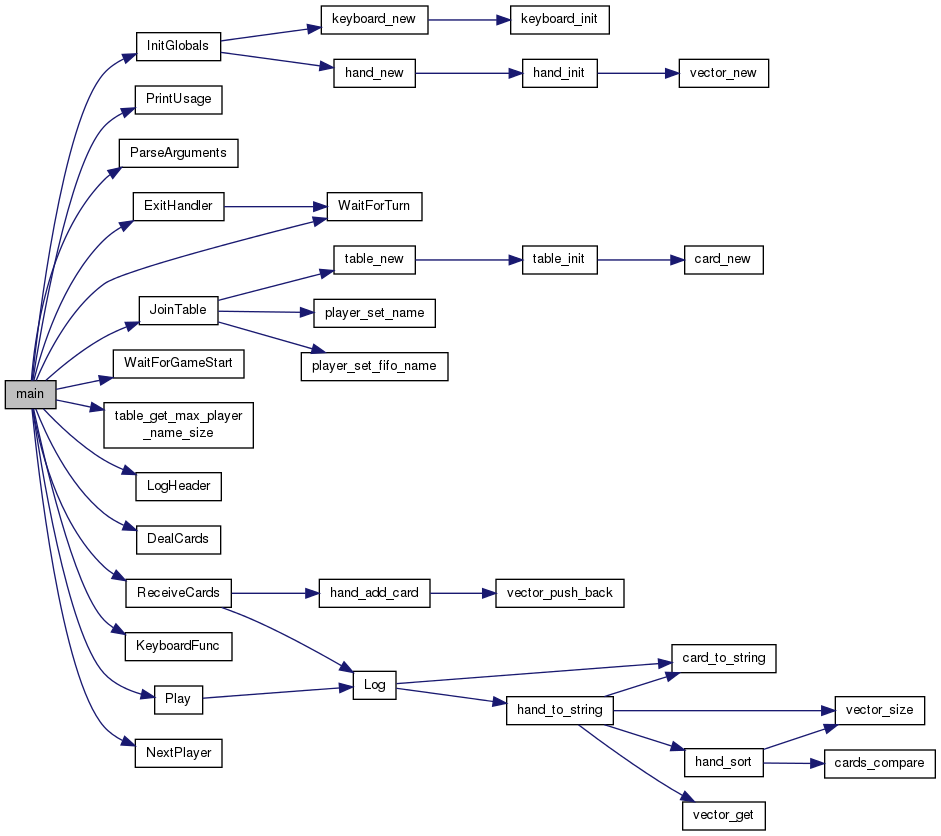 keyboard_new
keyboard_init
InitGlobals
hand_new
hand_init
vector_new
PrintUsage
ParseArguments
ExitHandler
WaitForTurn
table_new
table_init
card_new
JoinTable
player_set_name
WaitForGameStart
player_set_fifo_name
main
table_get_max_player
_name_size
LogHeader
DealCards
ReceiveCards
hand_add_card
vector_push_back
KeyboardFunc
card_to_string
Log
Play
hand_to_string
vector_size
NextPlayer
hand_sort
cards_compare
vector_get